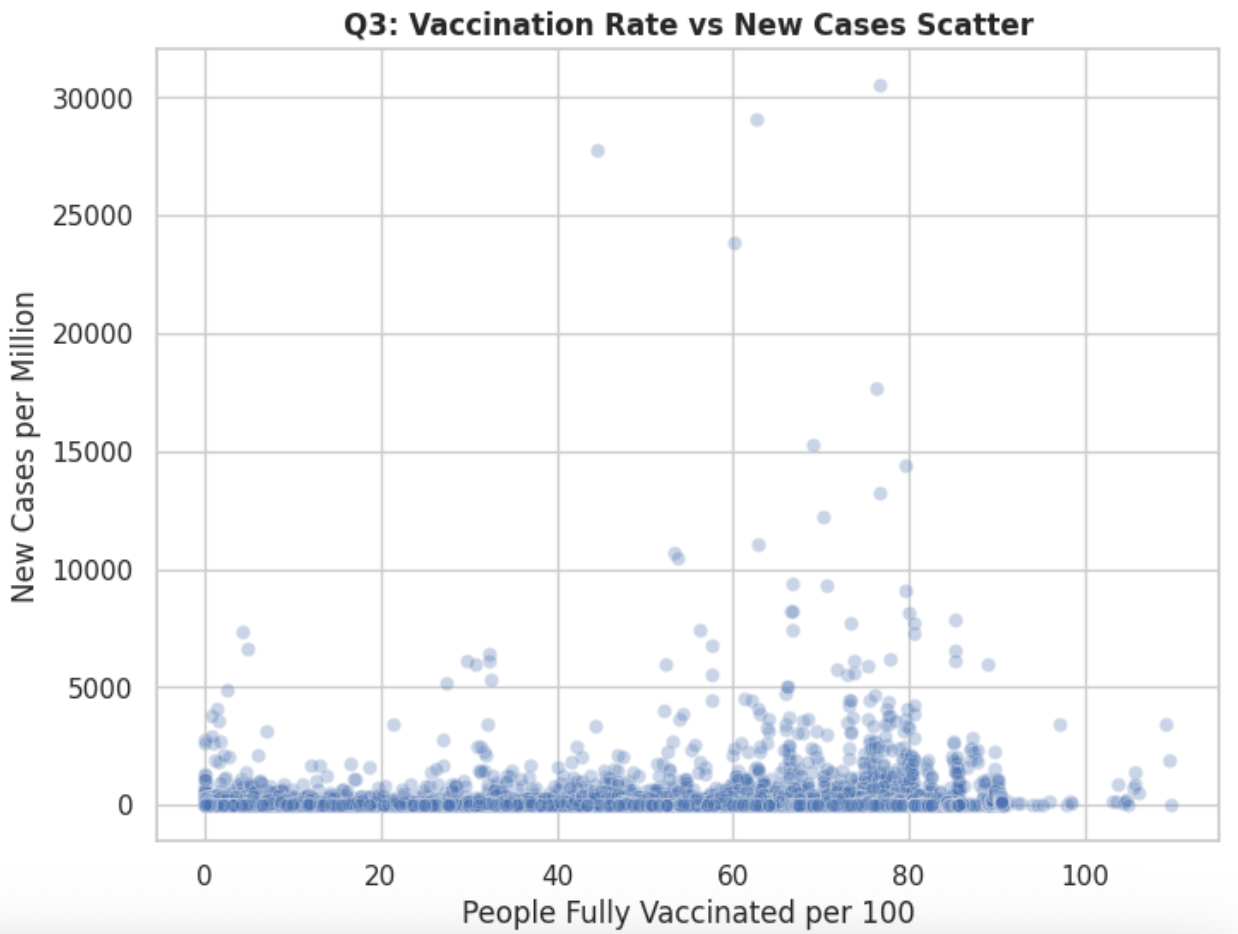 Q3: Vaccination Rate vs New Cases Scatter
30000
25000
20000
15000
10000
5000
0
New Cases per Million
0 20 40 60 80 100
People Fully Vaccinated per 100